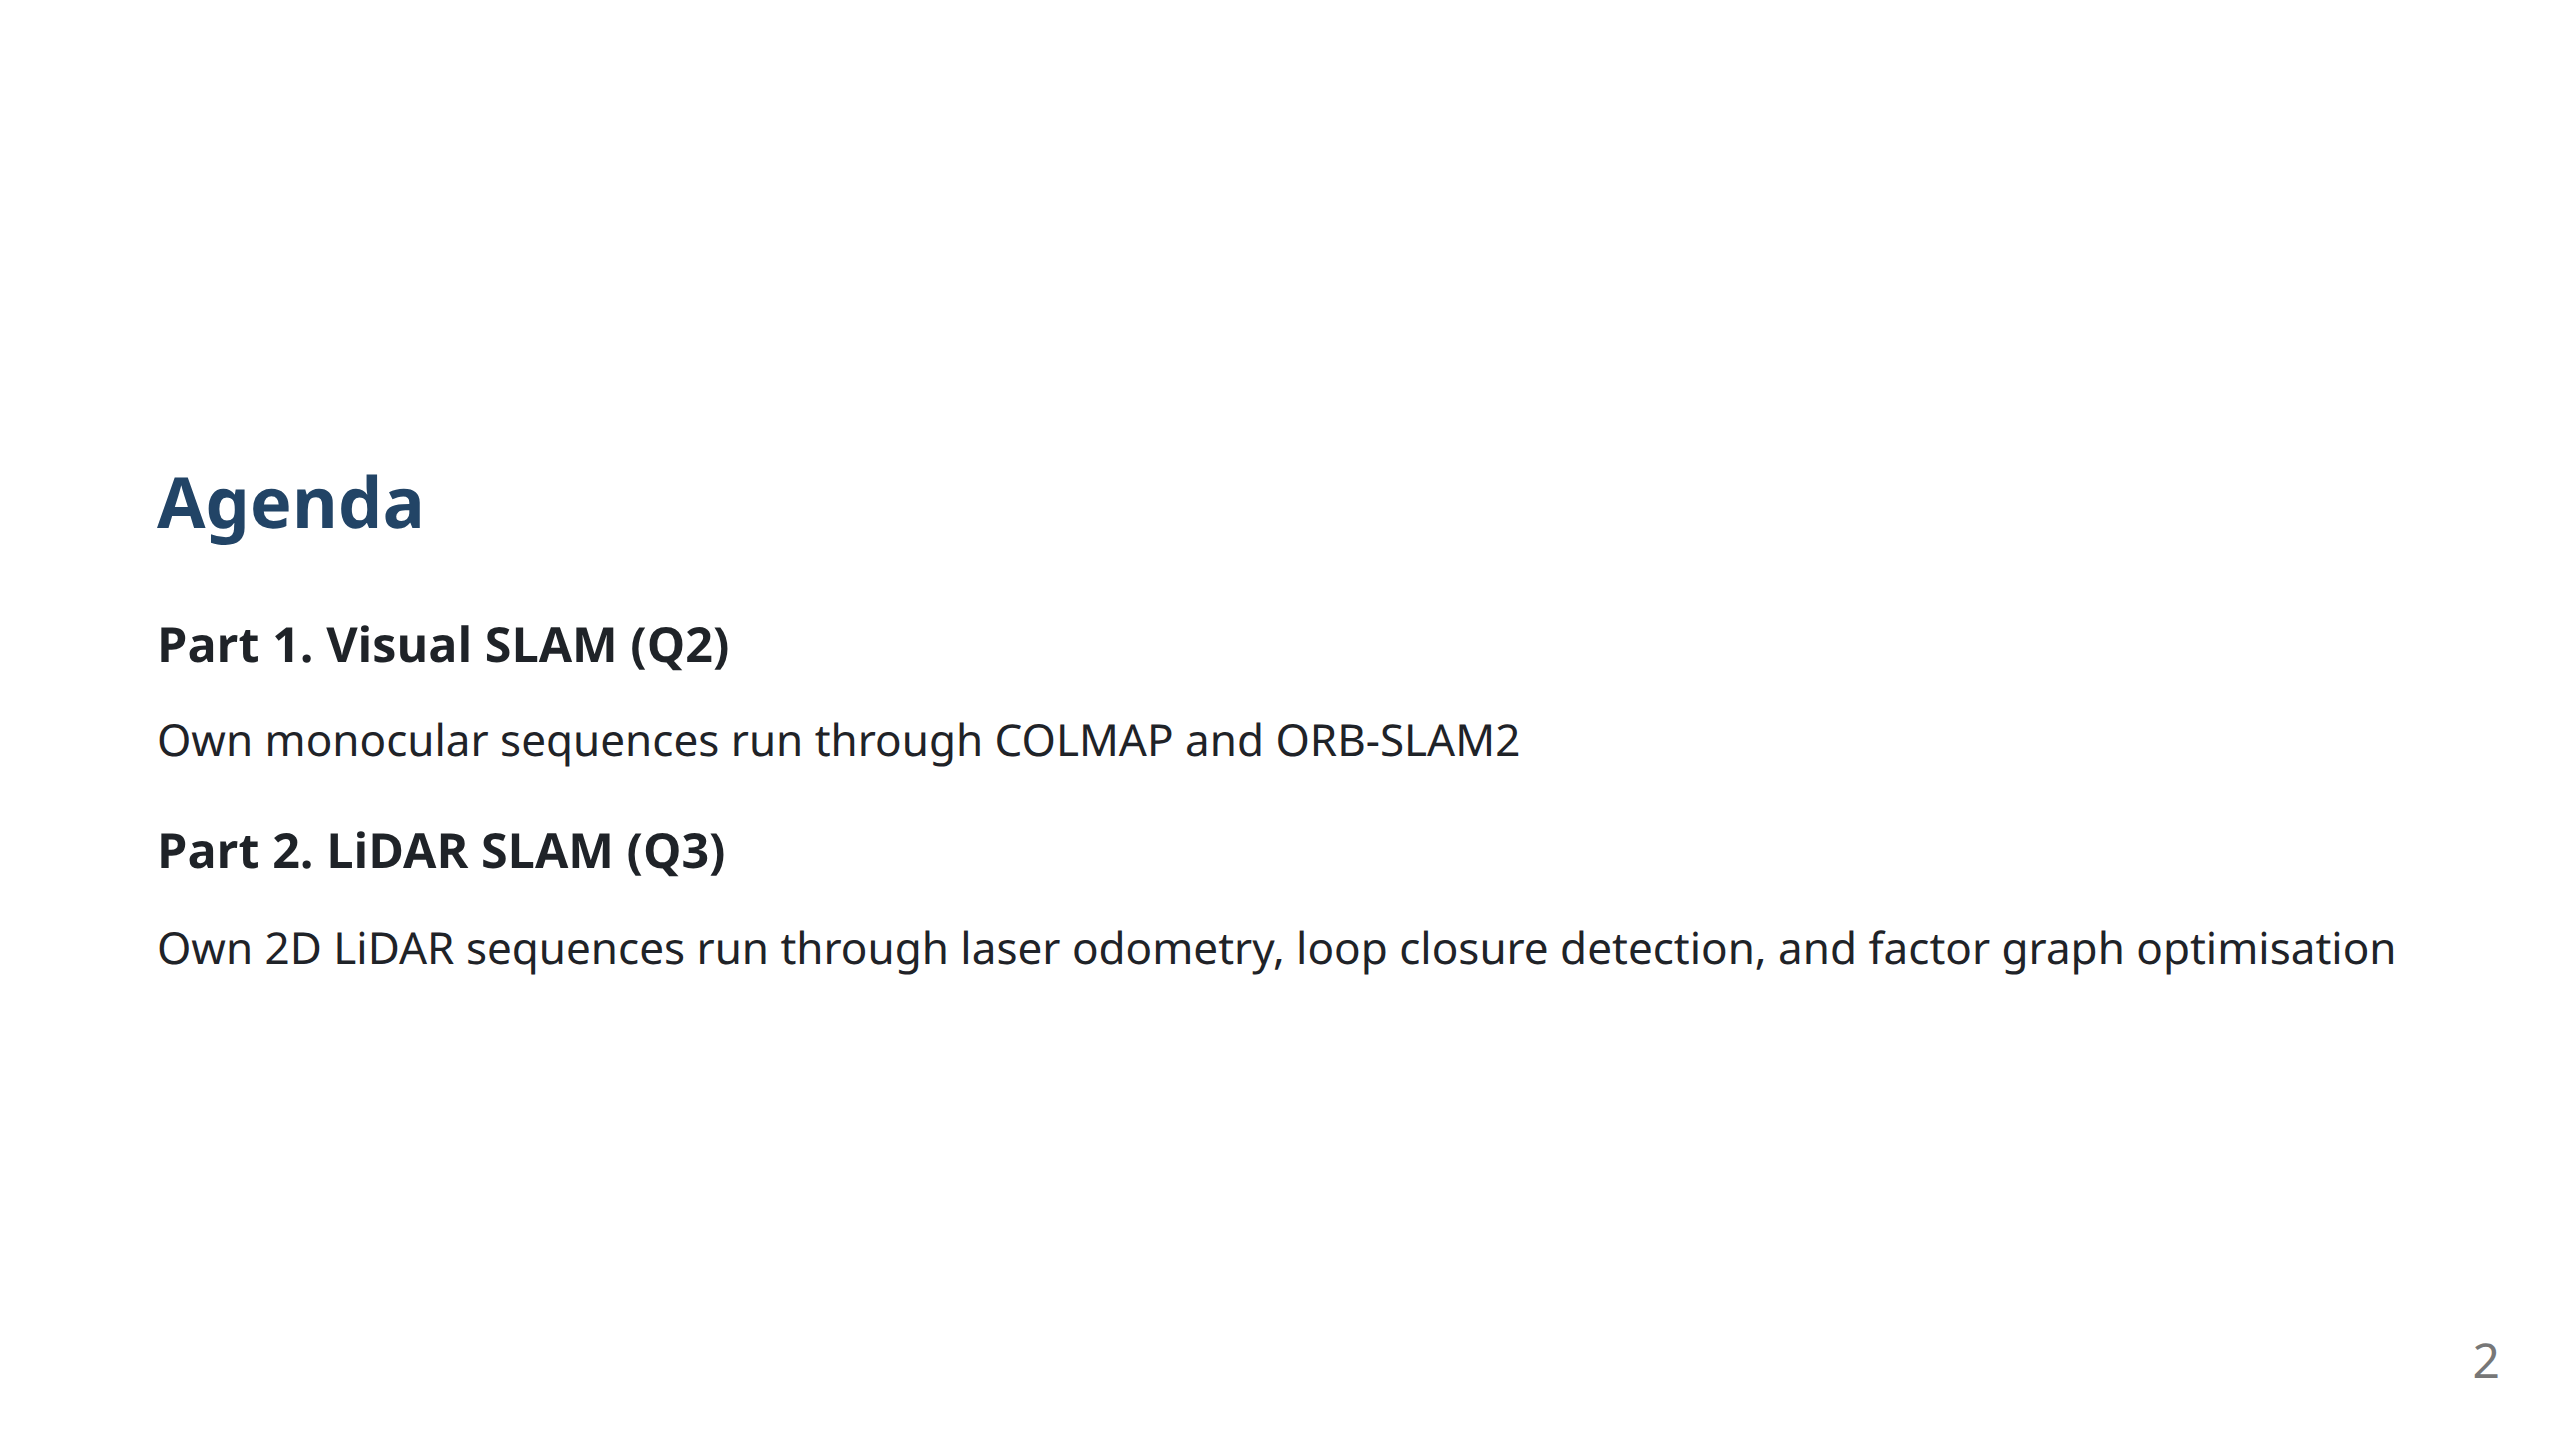 Agenda
Part 1. Visual SLAM (Q2)
Own monocular sequences run through COLMAP and ORB-SLAM2
Part 2. LiDAR SLAM (Q3)
Own 2D LiDAR sequences run through laser odometry, loop closure detection, and factor graph optimisation
2